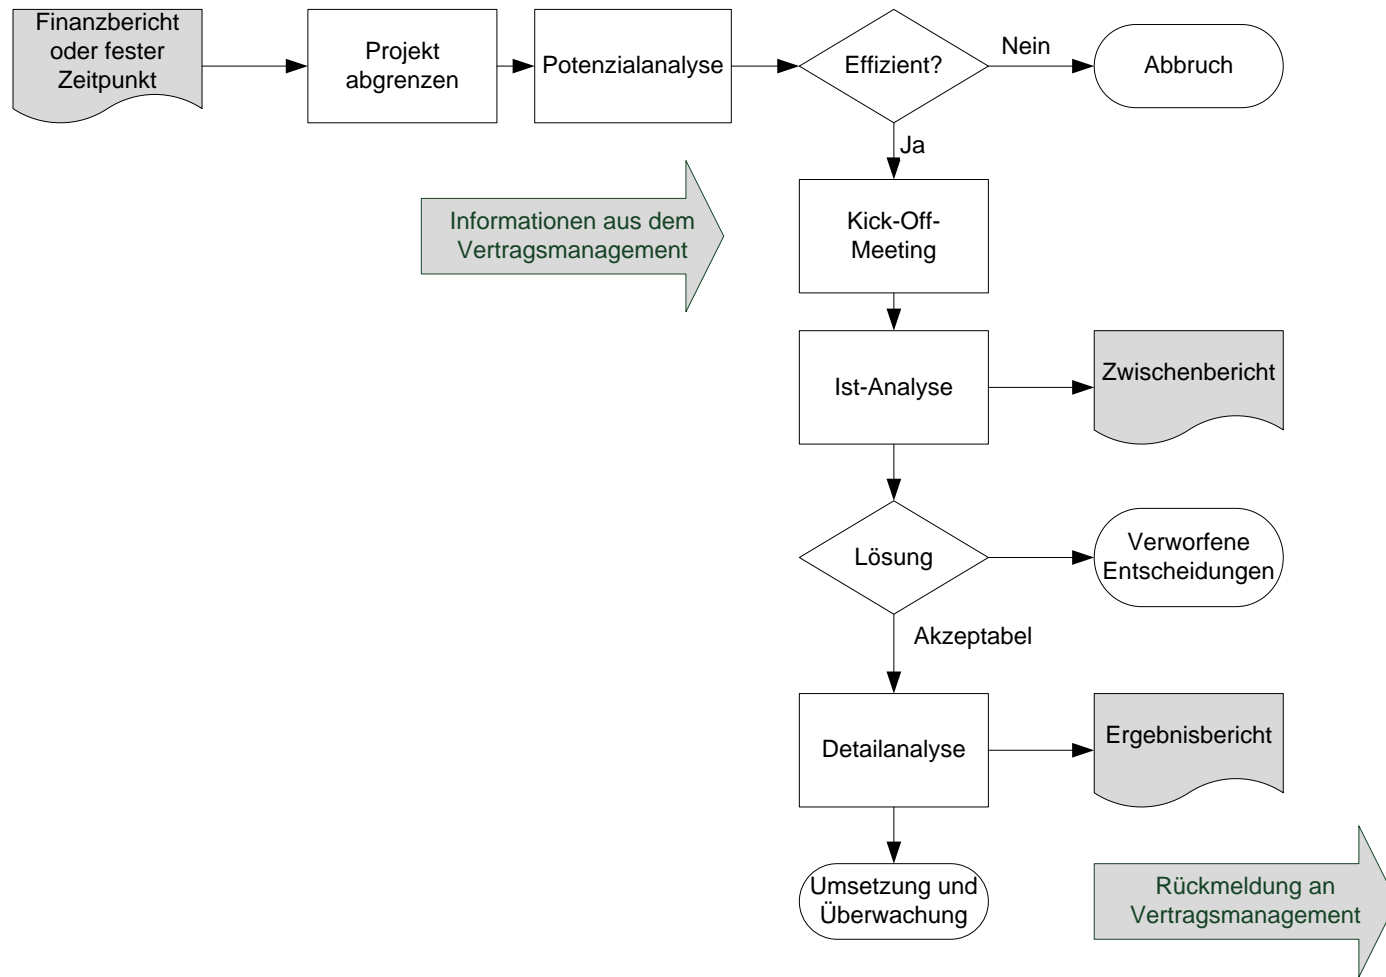 Finanzbericht
oder fester
Zeitpunkt
Projekt
abgrenzen
Potenzialanalyse
Effizient?
Nein
Abbruch
Ja
Informationen aus dem
Vertragsmanagement
Kick-Off-
Meeting
Ist-Analyse
Zwischenbericht
Lösung
Verworfene
Entscheidungen
Akzeptabel
Detailanalyse
Ergebnisbericht
Umsetzung und
Überwachung
Rückmeldung an
Vertragsmanagement